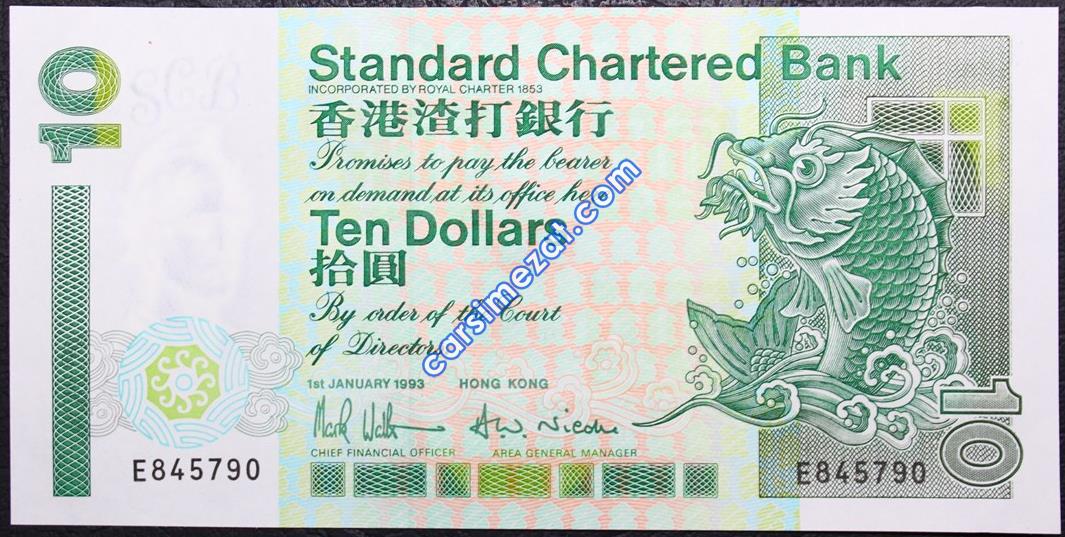 10
Standard Chartered Bank
INCORPORATED BY ROYAL CHARTER 1853
香港渣打銀行
Promises to pay the bearer
on demand at its office here
Ten Dollars
拾圓
By order of the Court
of Directors
1st JANUARY 1993 HONG KONG
CHIEF FINANCIAL OFFICER AREA GENERAL MANAGER
E845790
E845790
10
carsimezat.com